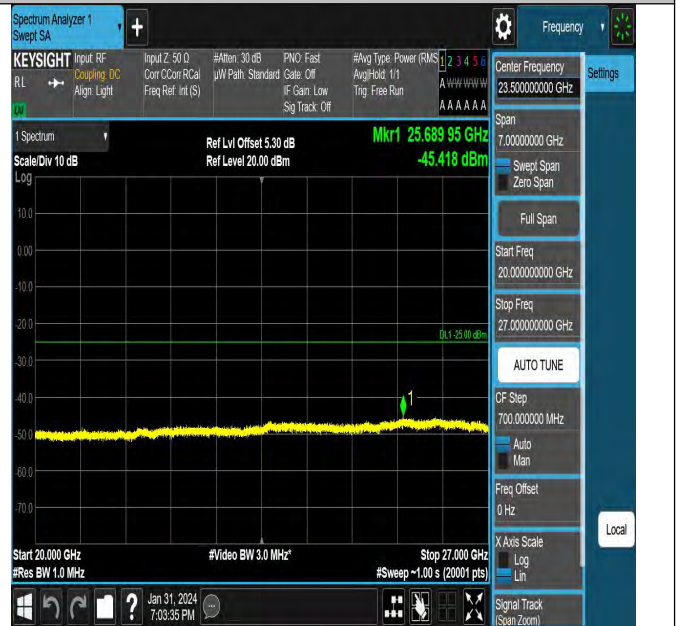 Spectrum Analyzer 1
Swept SA
+
Frequency
KEYSIGHT
RL
Input: RF
Coupling: DC
Align: Light
Input Z: 50 Ω
Corr CCorr RCal
Freq Ref: Int (S)
#Atten: 30 dB
µW Path: Standard
PNO: Fast
Gate: Off
IF Gain: Low
Sig Track: Off
#Avg Type: Power (RMS
Avg|Hold: 1/1
Trig: Free Run
1 2 3 4 5 6
A W W W W W
A A A A A A
1 Spectrum
Scale/Div 10 dB
Log
Ref Lvl Offset 5.30 dB
Ref Level 20.00 dBm
Mkr1 25.689 95 GHz
-45.418 dBm
10.0
0.00
-10.0
-20.0
DL1 -25.00 dBm
-30.0
-40.0
1
-50.0
-60.0
-70.0
Start 20.000 GHz
#Res BW 1.0 MHz
#Video BW 3.0 MHz*
Stop 27.000 GHz
#Sweep ~1.00 s (20001 pts)
Center Frequency
23.500000000 GHz
Settings
Span
7.00000000 GHz
Swept Span
Zero Span
Full Span
Start Freq
20.000000000 GHz
Stop Freq
27.000000000 GHz
AUTO TUNE
CF Step
700.000000 MHz
Auto
Man
Freq Offset
0 Hz
X Axis Scale
Log
Lin
Local
Signal Track
(Span Zoom)
?
Jan 31, 2024
7:03:35 PM